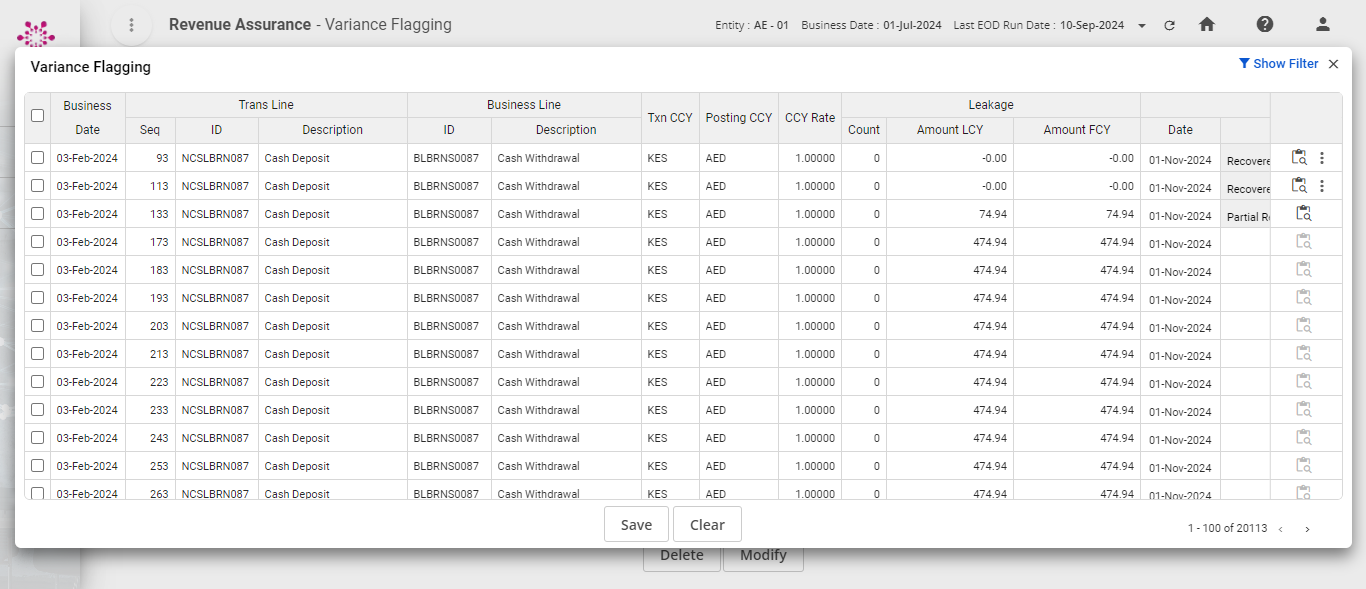 Revenue Assurance - Variance Flagging Entity : AE - 01 Business Date : 01-Jul-2024 Last EOD Run Date : 10-Sep-2024
Variance Flagging Show Filter
Business Trans Line Business Line Txn CCY Posting CCY CCY Rate Leakage
Date Seq ID Description ID Description Count Amount LCY Amount FCY Date
03-Feb-2024 93 NCSLBRN087 Cash Deposit BLBRNS0087 Cash Withdrawal KES AED 1.00000 0 -0.00 -0.00 01-Nov-2024 Recovere
03-Feb-2024 113 NCSLBRN087 Cash Deposit BLBRNS0087 Cash Withdrawal KES AED 1.00000 0 -0.00 -0.00 01-Nov-2024 Recovere
03-Feb-2024 133 NCSLBRN087 Cash Deposit BLBRNS0087 Cash Withdrawal KES AED 1.00000 0 74.94 74.94 01-Nov-2024 Partial Re
03-Feb-2024 173 NCSLBRN087 Cash Deposit BLBRNS0087 Cash Withdrawal KES AED 1.00000 0 474.94 474.94 01-Nov-2024
03-Feb-2024 183 NCSLBRN087 Cash Deposit BLBRNS0087 Cash Withdrawal KES AED 1.00000 0 474.94 474.94 01-Nov-2024
03-Feb-2024 193 NCSLBRN087 Cash Deposit BLBRNS0087 Cash Withdrawal KES AED 1.00000 0 474.94 474.94 01-Nov-2024
03-Feb-2024 203 NCSLBRN087 Cash Deposit BLBRNS0087 Cash Withdrawal KES AED 1.00000 0 474.94 474.94 01-Nov-2024
03-Feb-2024 213 NCSLBRN087 Cash Deposit BLBRNS0087 Cash Withdrawal KES AED 1.00000 0 474.94 474.94 01-Nov-2024
03-Feb-2024 223 NCSLBRN087 Cash Deposit BLBRNS0087 Cash Withdrawal KES AED 1.00000 0 474.94 474.94 01-Nov-2024
03-Feb-2024 233 NCSLBRN087 Cash Deposit BLBRNS0087 Cash Withdrawal KES AED 1.00000 0 474.94 474.94 01-Nov-2024
03-Feb-2024 243 NCSLBRN087 Cash Deposit BLBRNS0087 Cash Withdrawal KES AED 1.00000 0 474.94 474.94 01-Nov-2024
03-Feb-2024 253 NCSLBRN087 Cash Deposit BLBRNS0087 Cash Withdrawal KES AED 1.00000 0 474.94 474.94 01-Nov-2024
03-Feb-2024 263 NCSLBRN087 Cash Deposit BLBRNS0087 Cash Withdrawal KES AED 1.00000 0 474.94 474.94 01-Nov-2024
Save Clear 1 - 100 of 20113
Delete Modify